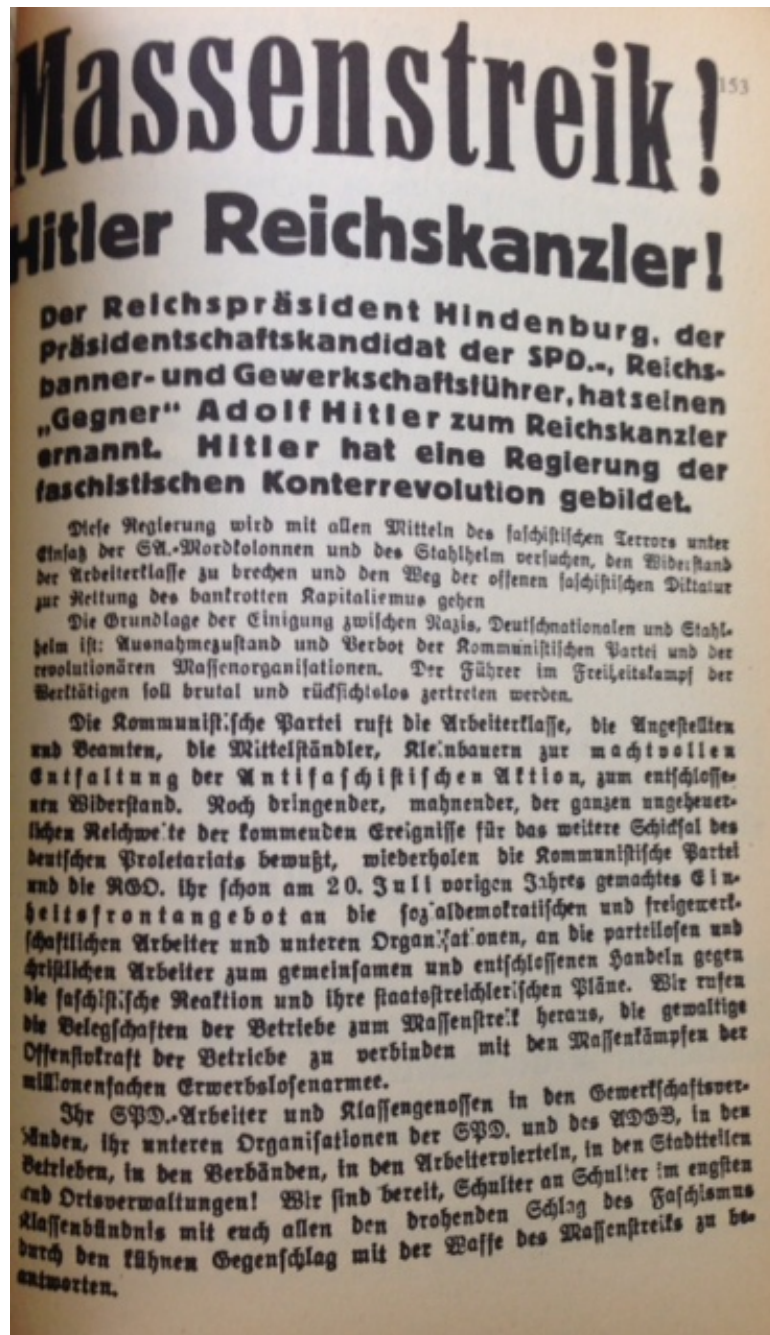 Massenstreik!
153
Hitler Reichskanzler!
Der Reichspräsident Hindenburg, der
Präsidentschaftskandidat der SPD.-, Reichs-
banner- und Gewerkschaftsführer, hat seinen
„Gegner“ Adolf Hitler zum Reichskanzler
ernannt. Hitler hat eine Regierung der
faschistischen Konterrevolution gebildet.
Diese Regierung wird mit allen Mitteln des faschistischen Terrors unter
Einsatz der SA.-Mordkolonnen und des Stahlhelm versuchen, den Widerstand
der Arbeiterklasse zu brechen und den Weg der offenen faschistischen Diktatur
zur Rettung des bankrotten Kapitalismus gehen
Die Grundlage der Einigung zwischen Nazis, Deutschnationalen und Stahl-
helm ist: Ausnahmezustand und Verbot der Kommunistischen Partei und der
revolutionären Massenorganisationen. Der Führer im Freiheitskampf der
Werktätigen soll brutal und rücksichtslos zertreten werden.
Die Kommunistische Partei ruft die Arbeiterklasse, die Angestellten
und Beamten, die Mittelständler, Kleinbauern zur machtvollen
Entfaltung der Antifaschistischen Aktion, zum entschlosse-
nen Widerstand. Noch dringender, mahnender, der ganzen ungeheuer-
lichen Reichweite der kommenden Ereignisse für das weitere Schicksal des
deutschen Proletariats bewußt, wiederholen die Kommunistische Partei
und die RGO. ihr schon am 20. Juli vorigen Jahres gemachtes Ein-
heitsfrontangebot an die sozialdemokratischen und freigewerk-
schaftlichen Arbeiter und unteren Organisationen, an die parteilosen und
christlichen Arbeiter zum gemeinsamen und entschlossenen Handeln gegen
die faschistische Reaktion und ihre staatsstreichlerischen Pläne. Wir rufen
die Belegschaften der Betriebe zum Massenstreik heraus, die gewaltige
Offensivkraft der Betriebe zu verbinden mit den Massenkämpfen der
millionenfachen Erwerbslosenarmee.
Ihr SPD.-Arbeiter und Klassengenossen in den Gewerkschaftsver-
bänden, ihr unteren Organisationen der SPD. und des ADGB, in den
Betrieben, in den Verbänden, in den Arbeitervierteln, in den Stadtteilen
und Ortsverwaltungen! Wir sind bereit, Schulter an Schulter im engsten
Klassenbündnis mit euch allen den drohenden Schlag des Faschismus
durch den kühnen Gegenschlag mit der Waffe des Massenstreiks zu be-
antworten.